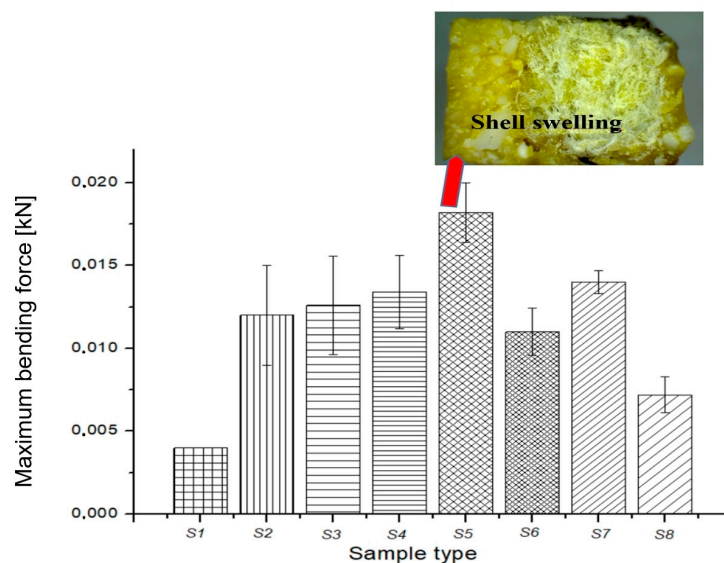 Shell swelling
Maximum bending force [kN]
0.020
0.015
0.010
0.005
0.000
S1 S2 S3 S4 S5 S6 S7 S8
Sample type